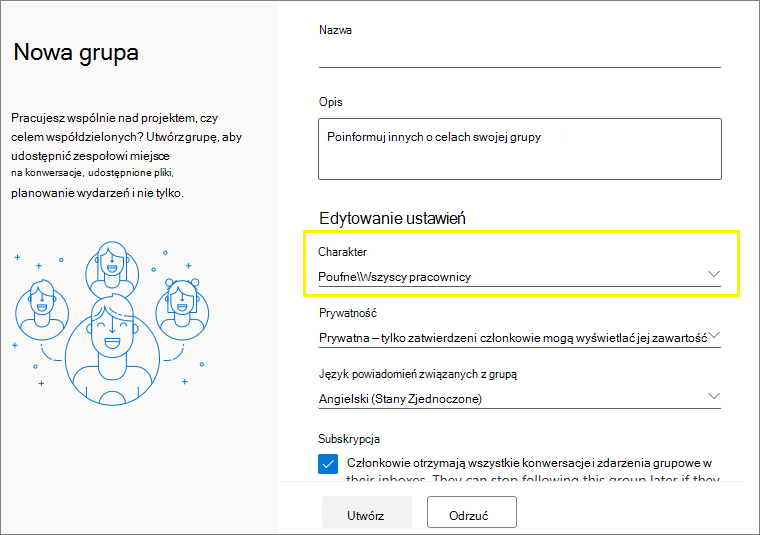 Nowa grupa
Pracujesz wspólnie nad projektem, czy
celem współdzielonych? Utwórz grupę, aby
udostępnić zespołowi miejsce
na konwersacje, udostępnione pliki,
planowanie wydarzeń i nie tylko.
Nazwa
Opis
Poinformuj innych o celach swojej grupy
Edytowanie ustawień
Charakter
Poufne\Wszyscy pracownicy
Prywatność
Prywatna – tylko zatwierdzeni członkowie mogą wyświetlać jej zawartość
Język powiadomień związanych z grupą
Angielski (Stany Zjednoczone)
Subskrypcja
Członkowie otrzymają wszystkie konwersacje i zdarzenia grupowe w
their inboxes. They can stop following this group later if they
Utwórz
Odrzuć